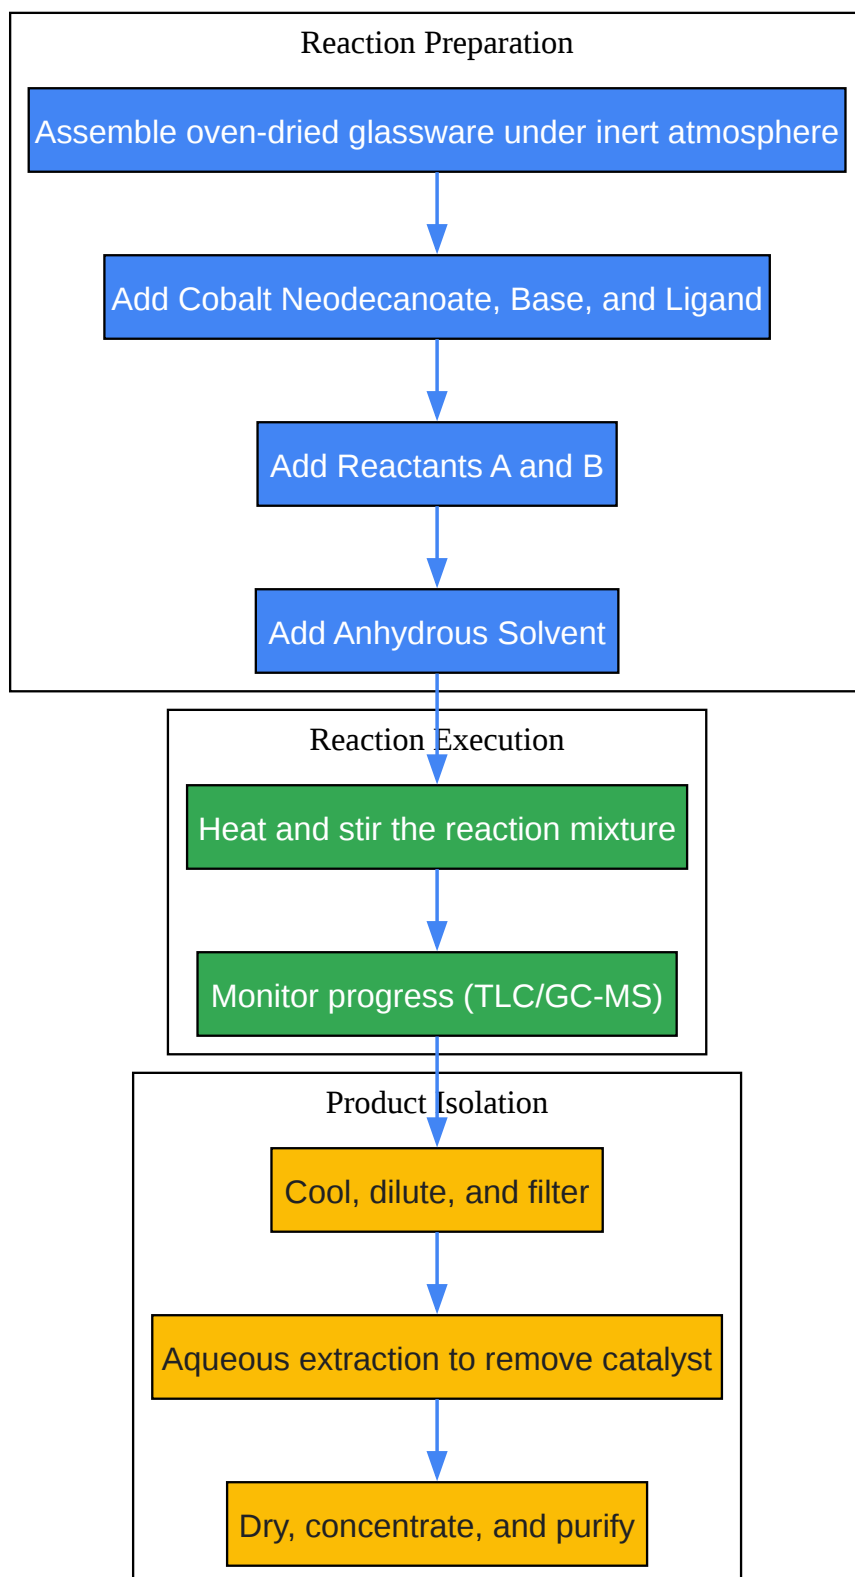 Reaction Preparation
Assemble oven-dried glassware under inert atmosphere
Add Cobalt Neodecanoate, Base, and Ligand
Add Reactants A and B
Add Anhydrous Solvent
Reaction Execution
Heat and stir the reaction mixture
Monitor progress (TLC/GC-MS)
Product Isolation
Cool, dilute, and filter
Aqueous extraction to remove catalyst
Dry, concentrate, and purify